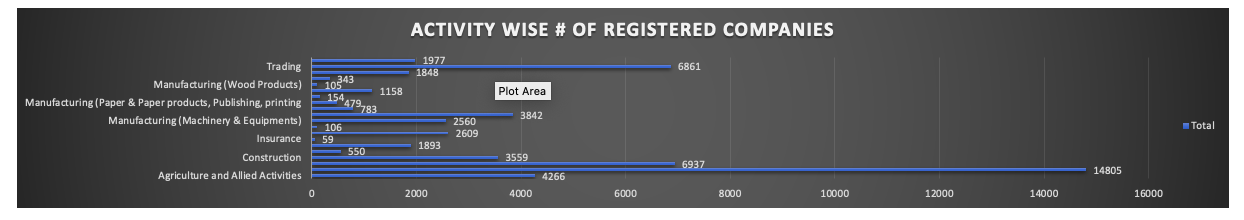 ACTIVITY WISE # OF REGISTERED COMPANIES
1977
Trading 6861
1848
343
Manufacturing (Wood Products) 105
1158
Plot Area
154
Manufacturing (Paper & Paper products, Publishing, printing 479
783
3842
Manufacturing (Machinery & Equipments) 2560
106
2609
Total
Insurance 59
1893
550
Construction 3559
6937
14805
Agriculture and Allied Activities 4266
0 2000 4000 6000 8000 10000 12000 14000 16000